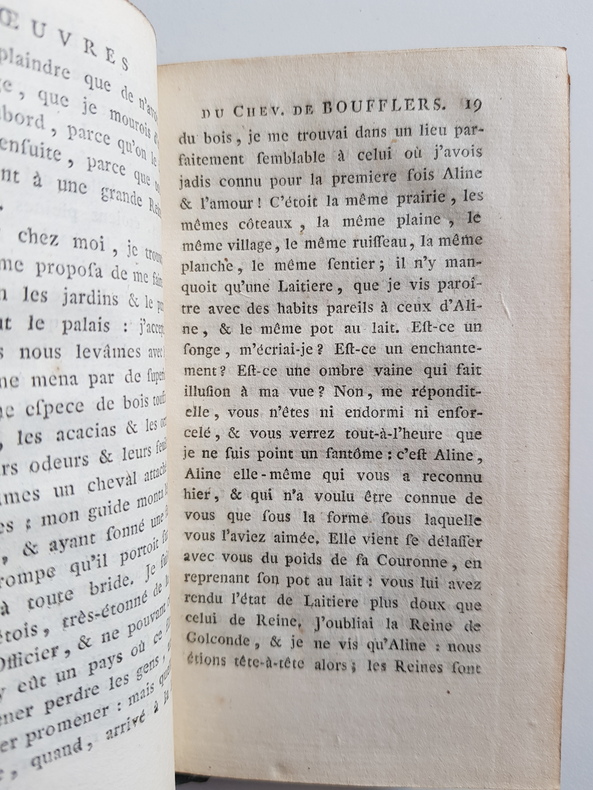 ŒUVRES
plaindre que de n'avo
, que je mourois
bord, parce qu'on le
enſuite, parce que
nt à une grande
chez moi, je
me propoſa de me
les jardins & le
ut le palais : j'acce
s nous levâmes avec
ne mena par de ſuper
eſpece de bois touff
, les acacias & les
rs odeurs & leurs
mes un chevàl attach
es ; mon guide monta
, & ayant ſonné une
rompe qu'il portoit
à toute bride. Je
étois, très-étonné de
Officier, & ne pouvant
y eût un pays où ce
ener perdre les gens,
er promener : mais
, quand, arrivé à la
DU CHEV. DE BOUFFLERS. 19
du bois, je me trouvai dans un lieu par-
faitement ſemblable à celui où j'avois
jadis connu pour la premiere fois Aline
& l'amour ! C'étoit la même prairie, les
mêmes côteaux, la même plaine, le
même village, le même ruiſſeau, la même
planche, le même ſentier ; il n'y man-
quoit qu'une Laitiere, que je vis paroî-
tre avec des habits pareils à ceux d'Ali-
ne, & le même pot au lait. Eſt-ce un
ſonge, m'écriai-je ? Eſt-ce un enchante-
ment ? Eſt-ce une ombre vaine qui fait
illuſion à ma vue ? Non, me répondit-
elle, vous n'êtes ni endormi ni enſor-
celé, & vous verrez tout-à-l'heure que
je ne ſuis point un fantôme : c'eſt Aline,
Aline elle-même qui vous a reconnu
hier, & qui n'a voulu être connue de
vous que ſous la forme ſous laquelle
vous l'aviez aimée. Elle vient ſe délaſſer
avec vous du poids de ſa Couronne, en
reprenant ſon pot au lait : vous lui avez
rendu l'état de Laitiere plus doux que
celui de Reine. J'oubliai la Reine de
Golconde, & je ne vis qu'Aline : nous
étions tête-à-tête alors ; les Reines ſont